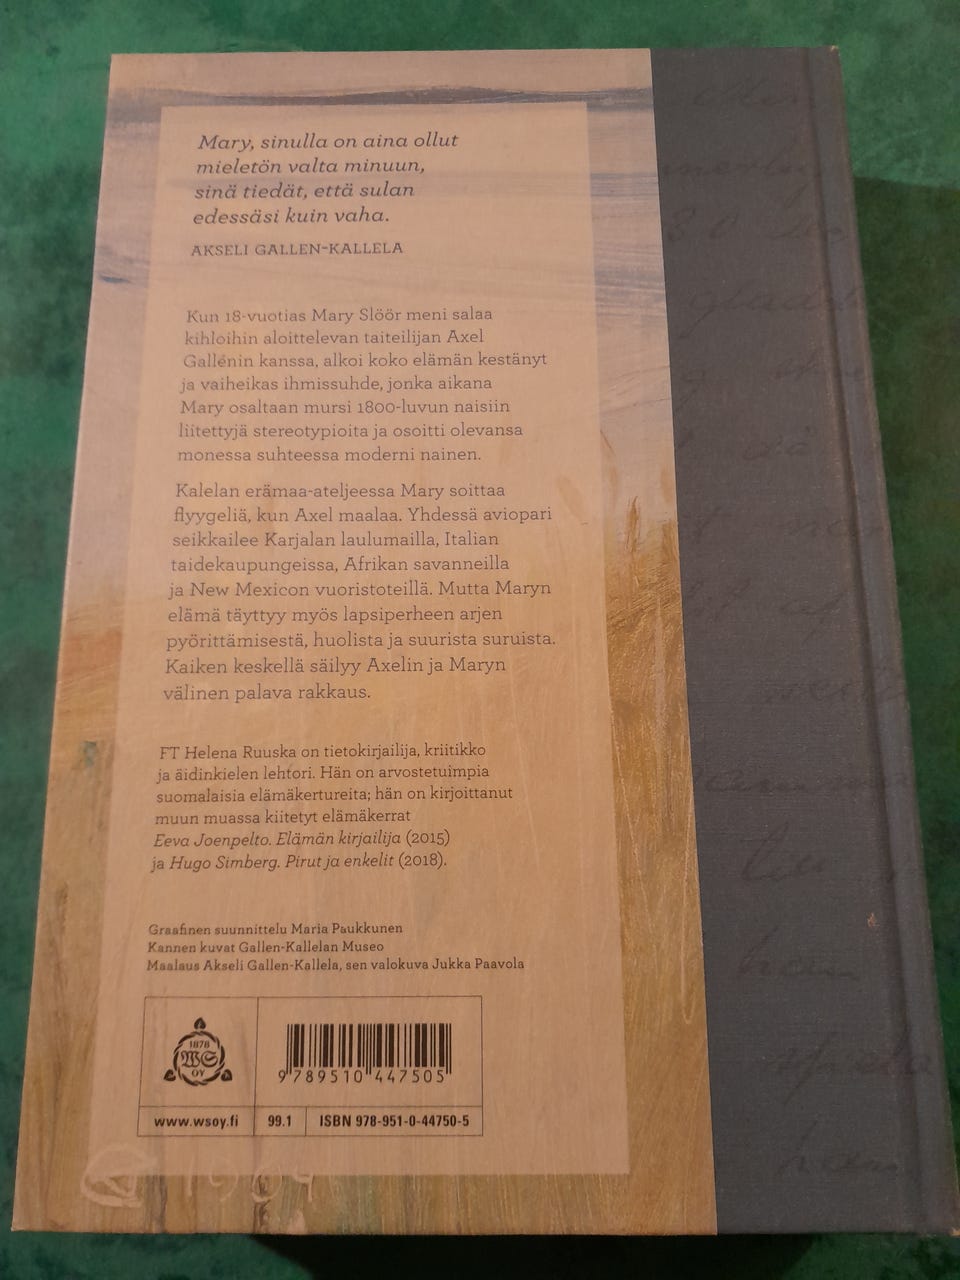 Mary, sinulla on aina ollut
mieletön valta minuun,
sinä tiedät, että sulan
edessäsi kuin vaha.
AKSELI GALLEN-KALLELA
Kun 18-vuotias Mary Slöör meni salaa
kihloihin aloittelevan taiteilijan Axel
Gallénin kanssa, alkoi koko elämän kestänyt
ja vaiheikas ihmissuhde, jonka aikana
Mary osaltaan mursi 1800-luvun naisiin
liitettyjä stereotypioita ja osoitti olevansa
monessa suhteessa moderni nainen.
Kalelan erämaa-ateljeessa Mary soittaa
flyygeliä, kun Axel maalaa. Yhdessä aviopari
seikkailee Karjalan laulumailla, Italian
taidekaupungeissa, Afrikan savanneilla
ja New Mexicon vuoristoteillä. Mutta Maryn
elämä täyttyy myös lapsiperheen arjen
pyörittämisestä, huolista ja suurista suruista.
Kaiken keskellä säilyy Axelin ja Maryn
välinen palava rakkaus.
FT Helena Ruuska on tietokirjailija, kriitikko
ja äidinkielen lehtori. Hän on arvostetuimpia
suomalaisia elämäkertureita; hän on kirjoittanut
muun muassa kiitetyt elämäkerrat
Eeva Joenpelto. Elämän kirjailija (2015)
ja Hugo Simberg. Pirut ja enkelit (2018).
Graafinen suunnittelu Maria Paukkunen
Kannen kuvat Gallen-Kallelan Museo
Maalaus Akseli Gallen-Kallela, sen valokuva Jukka Paavola
1878
WS
OY
9 789510 447505
www.wsoy.fi
99.1
ISBN 978-951-0-44750-5
1904